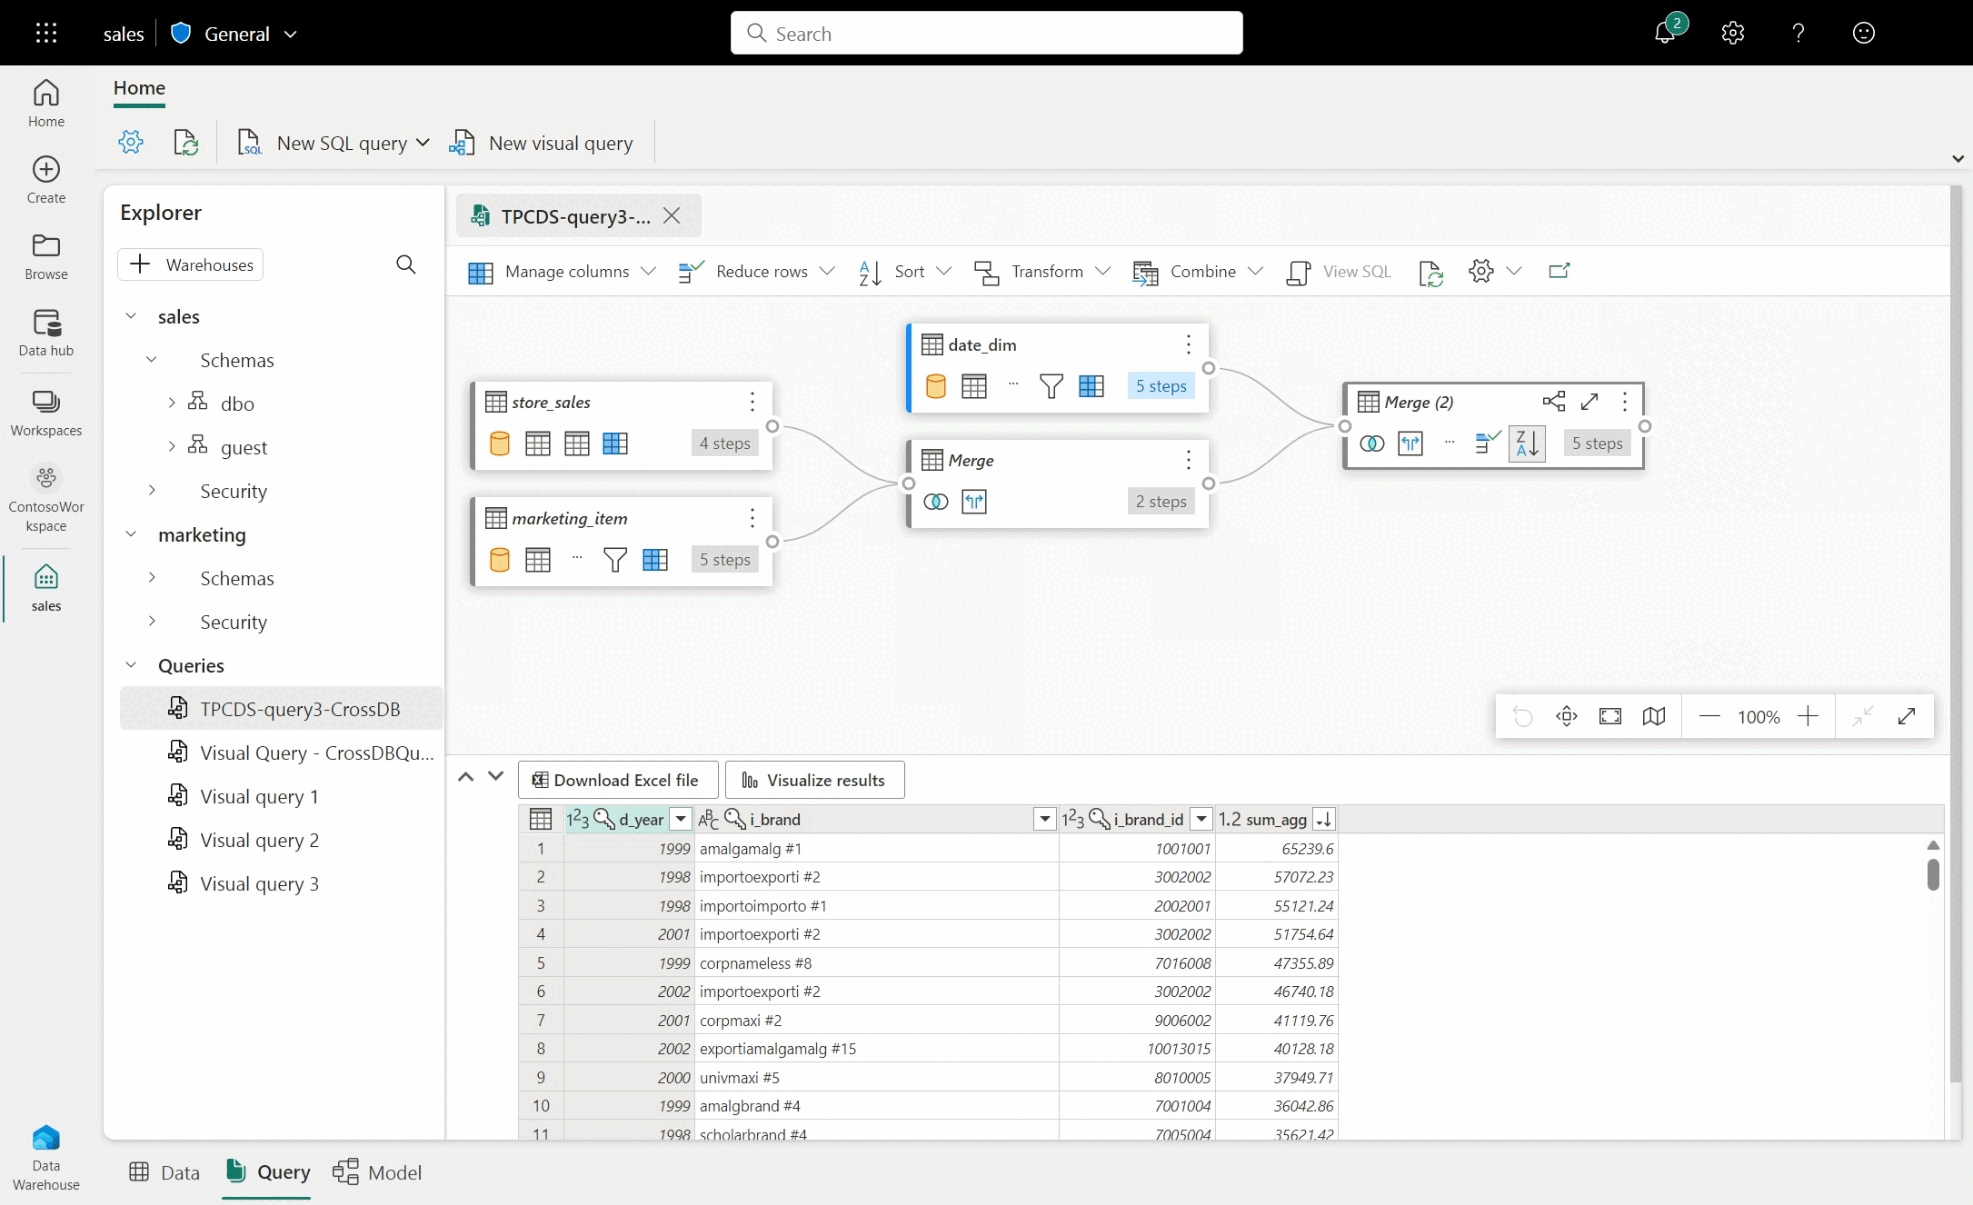 sales
General
Search
2
Home
Home
New SQL query
New visual query
Create
Browse
Data hub
Workspaces
ContosoWor
kspace
sales
Explorer
Warehouses
sales
Schemas
dbo
guest
Security
marketing
Schemas
Security
Queries
TPCDS-query3-CrossDB
Visual Query - CrossDBQu...
Visual query 1
Visual query 2
Visual query 3
TPCDS-query3-...
Manage columns
Reduce rows
Sort
Transform
Combine
View SQL
date_dim
5 steps
store_sales
4 steps
Merge (2)
5 steps
Merge
2 steps
marketing_item
5 steps
100%
Download Excel file
Visualize results
123 d_year ABC i_brand 123 i_brand_id 1.2 sum_agg
1 1999 amalgamalg #1 1001001 65239.6
2 1998 importoexporti #2 3002002 57072.23
3 1998 importoimporto #1 2002001 55121.24
4 2001 importoexporti #2 3002002 51754.64
5 1999 corpnameless #8 7016008 47355.89
6 2002 importoexporti #2 3002002 46740.18
7 2001 corpmaxi #2 9006002 41119.76
8 2002 exportiamalgamalg #15 10013015 40128.18
9 2000 univmaxi #5 8010005 37949.71
10 1999 amalgbrand #4 7001004 36042.86
11 1998 scholarbrand #4 7005004 35621.42
Data
Warehouse
Data
Query
Model